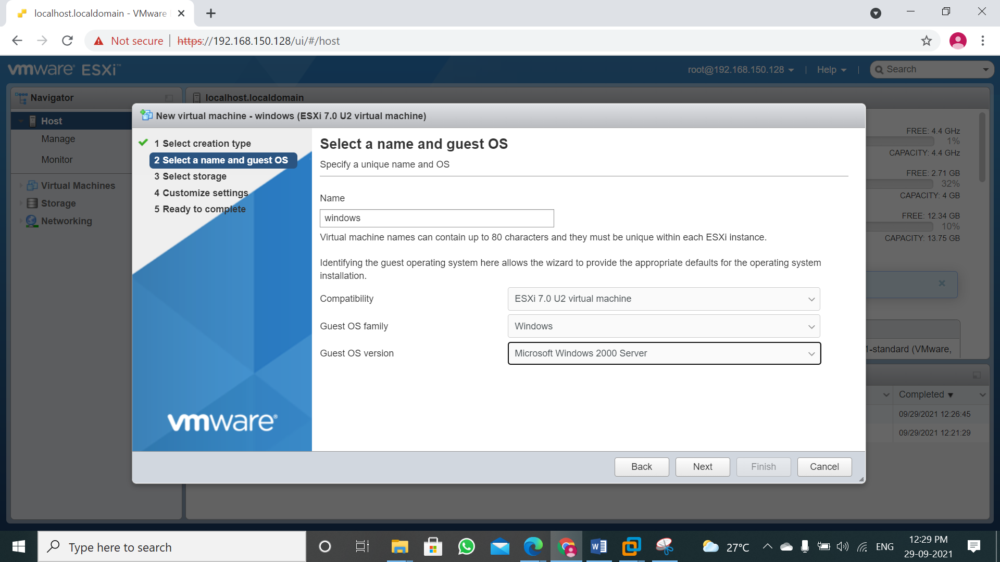 localhost.localdomain - VMware
Not secure
https://192.168.150.128/ui/#/host
vmware ESXi™
root@192.168.150.128
Help
Search
Navigator
localhost.localdomain
Host
Manage
Monitor
Virtual Machines
Storage
Networking
New virtual machine - windows (ESXi 7.0 U2 virtual machine)
1 Select creation type
2 Select a name and guest OS
3 Select storage
4 Customize settings
5 Ready to complete
vmware®
Select a name and guest OS
Specify a unique name and OS
Name
windows
Virtual machine names can contain up to 80 characters and they must be unique within each ESXi instance.
Identifying the guest operating system here allows the wizard to provide the appropriate defaults for the operating system
installation.
Compatibility
ESXi 7.0 U2 virtual machine
Guest OS family
Windows
Guest OS version
Microsoft Windows 2000 Server
Back
Next
Finish
Cancel
FREE: 4.4 GHz
1%
CAPACITY: 4.4 GHz
FREE: 2.71 GB
32%
CAPACITY: 4 GB
FREE: 12.34 GB
10%
CAPACITY: 13.75 GB
1-standard (VMware,
Completed ▼
09/29/2021 12:26:45
09/29/2021 12:21:29
Type here to search
27°C
ENG
12:29 PM
29-09-2021